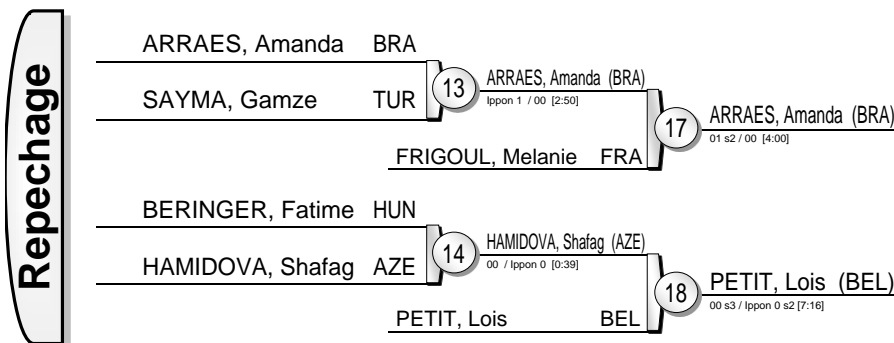 Repechage
ARRAES, Amanda BRA
SAYMA, Gamze TUR
13
ARRAES, Amanda (BRA)
Ippon 1 / 00 [2:50]
FRIGOUL, Melanie FRA
17
ARRAES, Amanda (BRA)
01 s2 / 00 [4:00]
BERINGER, Fatime HUN
HAMIDOVA, Shafag AZE
14
HAMIDOVA, Shafag (AZE)
00 / Ippon 0 [0:39]
PETIT, Lois BEL
18
PETIT, Lois (BEL)
00 s3 / Ippon 0 s2 [7:16]